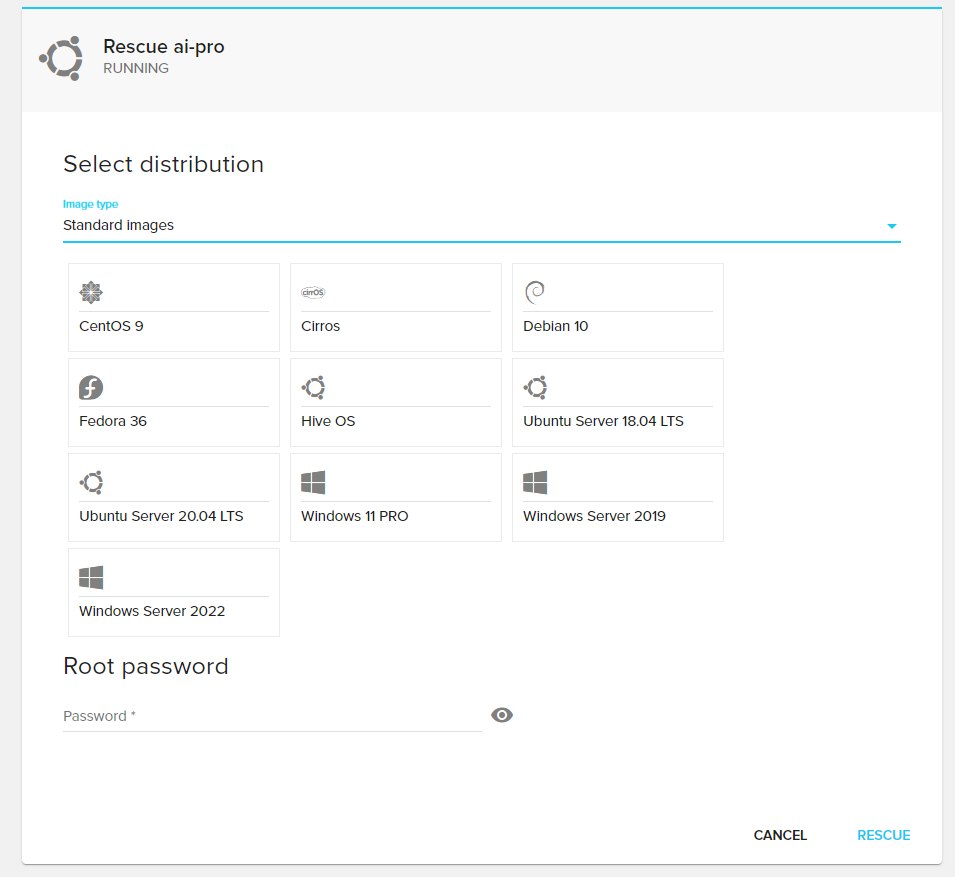 Rescue ai-pro
RUNNING
Select distribution
Image type
Standard images
CentOS 9
cirrOS
Cirros
Debian 10
Fedora 36
Hive OS
Ubuntu Server 18.04 LTS
Ubuntu Server 20.04 LTS
Windows 11 PRO
Windows Server 2019
Windows Server 2022
Root password
Password *
CANCEL
RESCUE